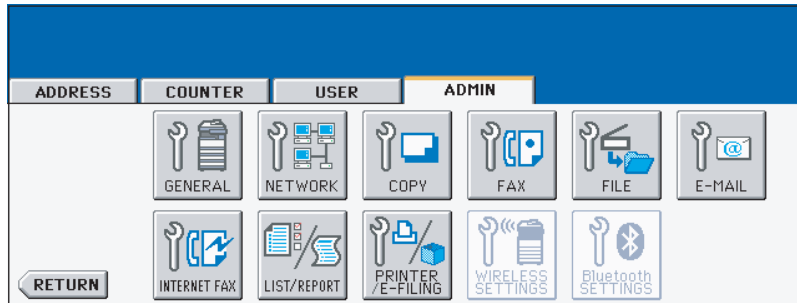 ADDRESS COUNTER USER ADMIN
GENERAL NETWORK COPY FAX FILE E-MAIL
@
INTERNET FAX LIST/REPORT PRINTER
/E-FILING WIRELESS
SETTINGS Bluetooth
SETTINGS
RETURN